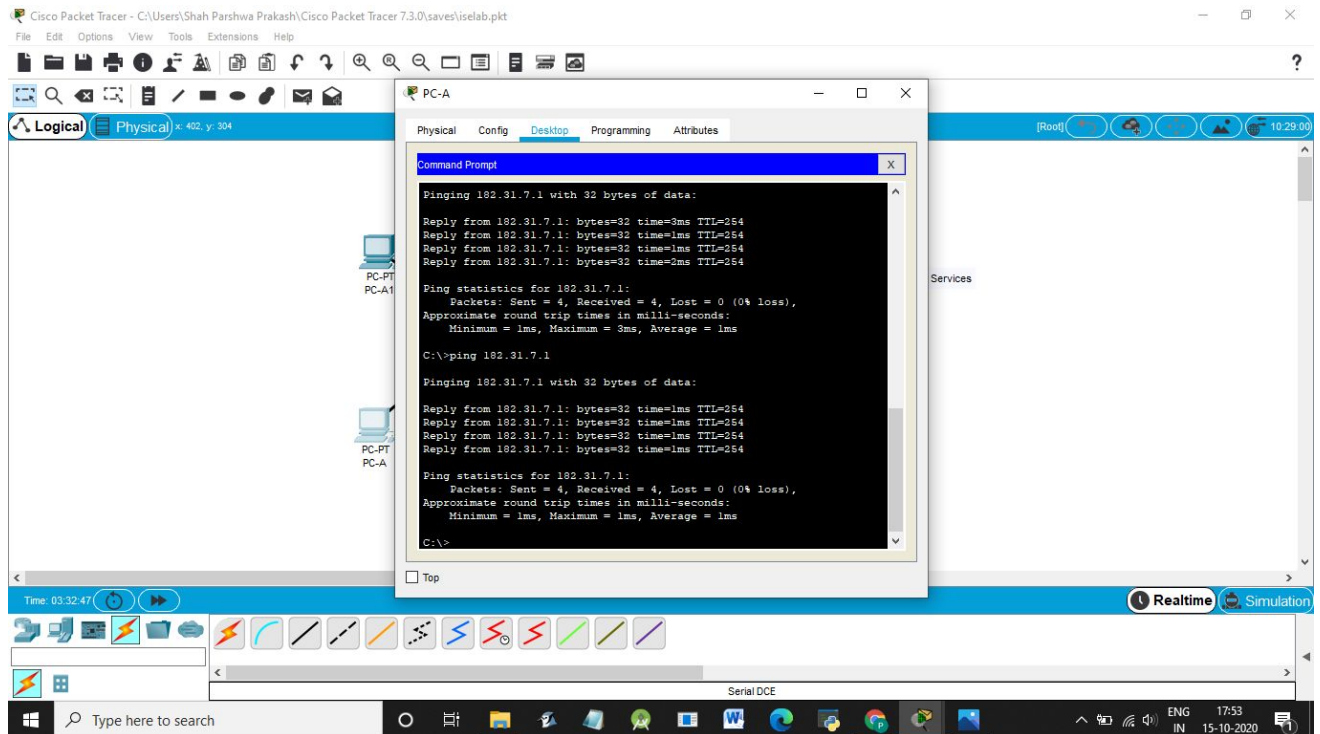 Cisco Packet Tracer - C:\Users\Shah Parshwa Prakash\Cisco Packet Tracer 7.3.0\saves\iselab.pkt
File Edit Options View Tools Extensions Help
?
PC-A
Logical Physical x: 402, y: 304
[Root] 10:29:00
Physical Config Desktop Programming Attributes
Command Prompt X
Pinging 182.31.7.1 with 32 bytes of data:
Reply from 182.31.7.1: bytes=32 time=3ms TTL=254
Reply from 182.31.7.1: bytes=32 time=1ms TTL=254
Reply from 182.31.7.1: bytes=32 time=1ms TTL=254
Reply from 182.31.7.1: bytes=32 time=2ms TTL=254
Ping statistics for 182.31.7.1:
Packets: Sent = 4, Received = 4, Lost = 0 (0% loss),
Approximate round trip times in milli-seconds:
Minimum = 1ms, Maximum = 3ms, Average = 1ms
C:\>ping 182.31.7.1
Pinging 182.31.7.1 with 32 bytes of data:
Reply from 182.31.7.1: bytes=32 time=1ms TTL=254
Reply from 182.31.7.1: bytes=32 time=1ms TTL=254
Reply from 182.31.7.1: bytes=32 time=1ms TTL=254
Reply from 182.31.7.1: bytes=32 time=1ms TTL=254
Ping statistics for 182.31.7.1:
Packets: Sent = 4, Received = 4, Lost = 0 (0% loss),
Approximate round trip times in milli-seconds:
Minimum = 1ms, Maximum = 1ms, Average = 1ms
C:\>
Top
PC-PT
PC-A1
PC-PT
PC-A
Services
Time: 03:32:47
Realtime Simulation
Serial DCE
Type here to search
ENG
IN
17:53
15-10-2020